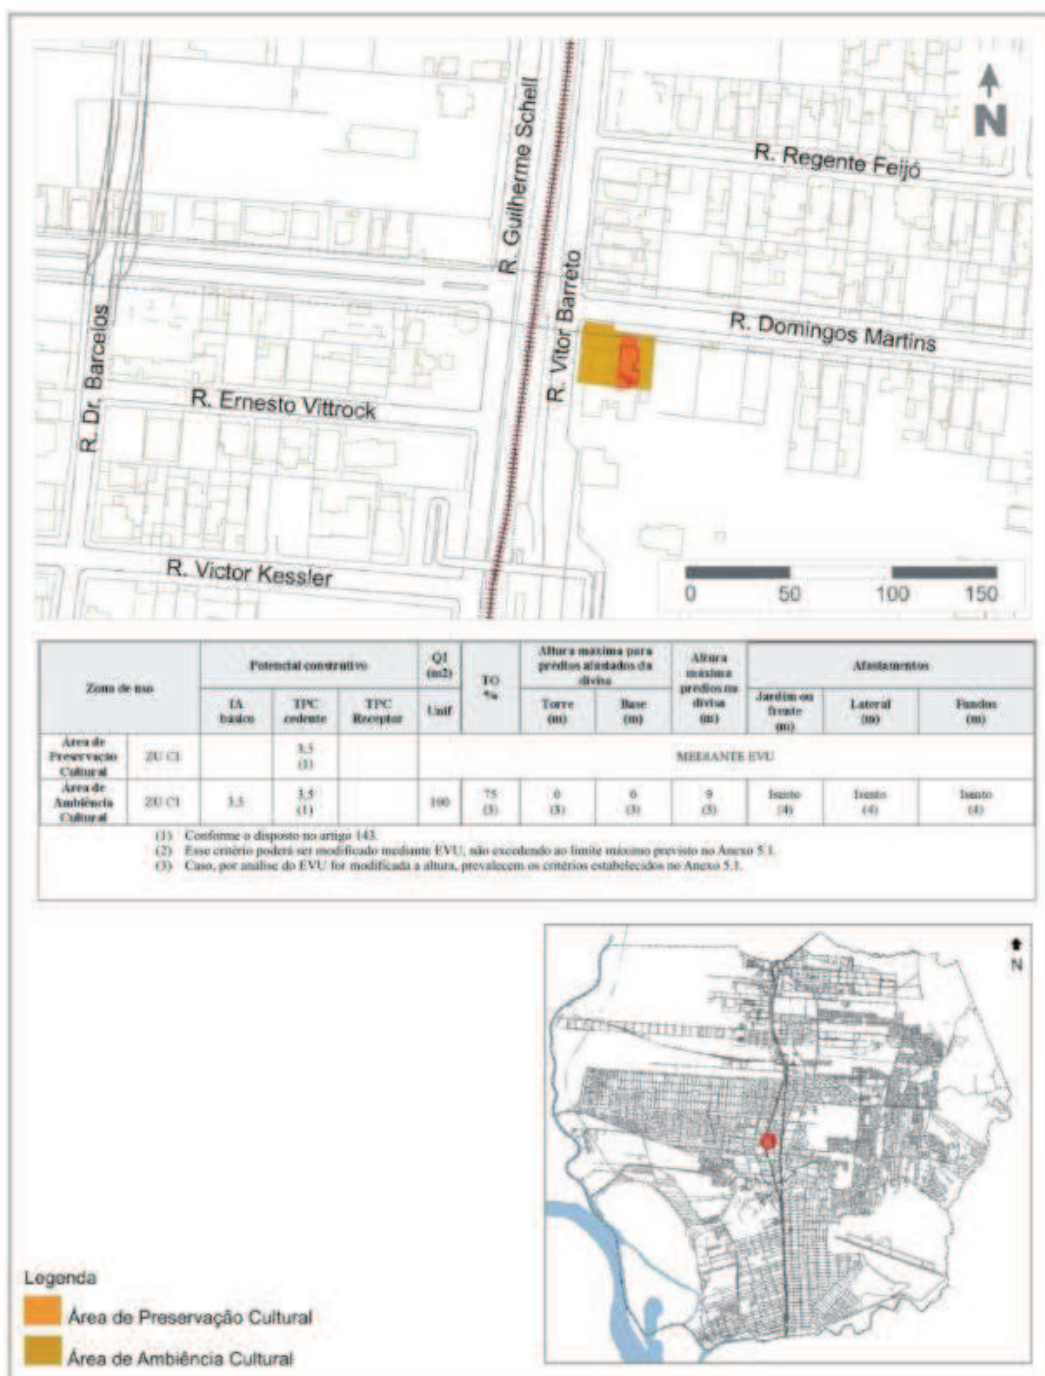 N
R. Guilherme Schell
R. Regente Feijó
R. Vitor Barreto
R. Dr. Barcelos
R. Domingos Martins
R. Ernesto Vittrock
R. Victor Kessler
0 50 100 150
Zona de uso
Potencial construtivo
QI (m2)
TO %
Altura maxima para prédios afastados da divisa
Altura máxima prédios na divisa (m)
Afastamentos
IA básico
TPC cedente
TPC Receptor
Unif
Torre (m)
Base (m)
Jardim ou frente (m)
Lateral (m)
Fundos (m)
Área de Preservação Cultural ZU C1 3,5 (1) MEDIANTE EVU
Área de Ambiência Cultural ZU C1 3,5 3,5 (1) 100 75 (3) 0 (3) 0 (3) 9 (3) Isento (4) Isento (4) Isento (4)
(1) Conforme o disposto no artigo 143.
(2) Esse critério poderá ser modificado mediante EVU, não excedendo ao limite máximo previsto no Anexo 5.1.
(3) Caso, por análise do EVU for modificada a altura, prevalecem os critérios estabelecidos no Anexo 5.1.
N
Legenda
Área de Preservação Cultural
Área de Ambiência Cultural